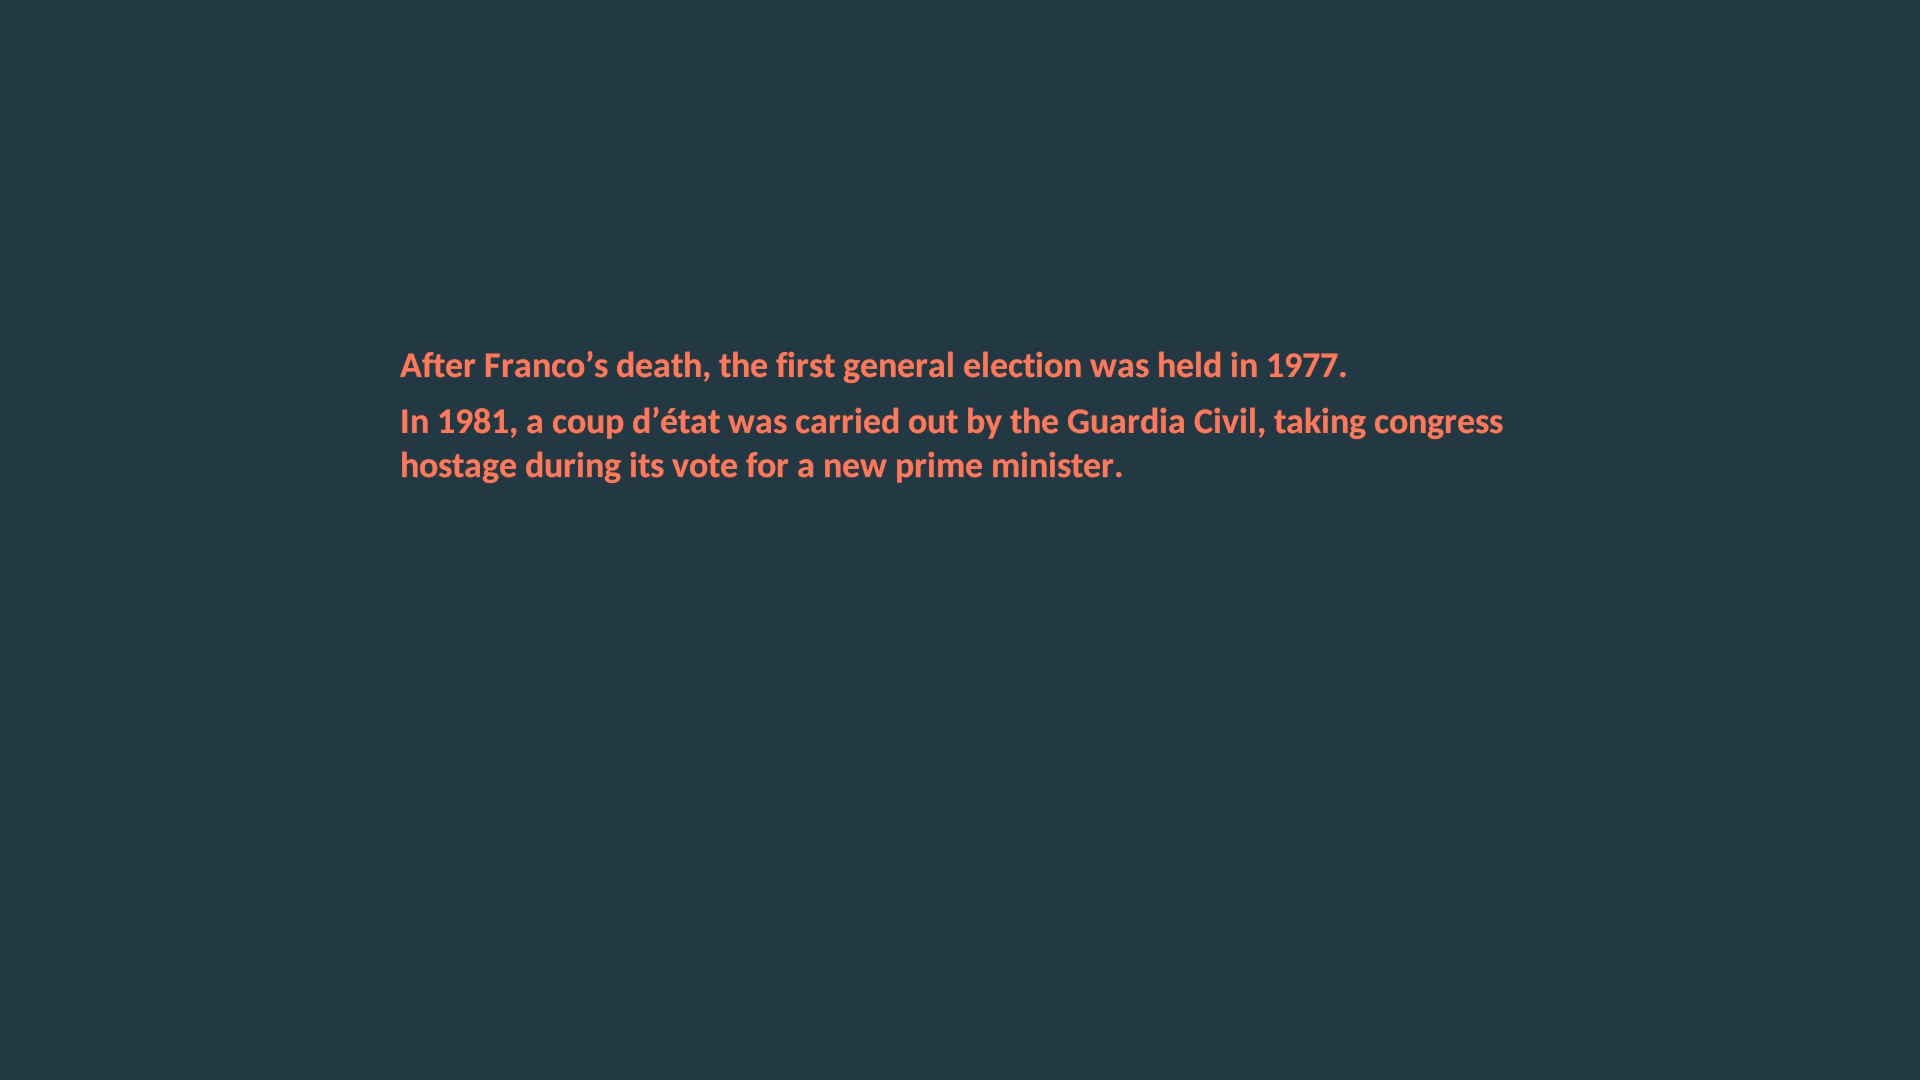 After Franco’s death, the first general election was held in 1977.
In 1981, a coup d’état was carried out by the Guardia Civil, taking congress
hostage during its vote for a new prime minister.